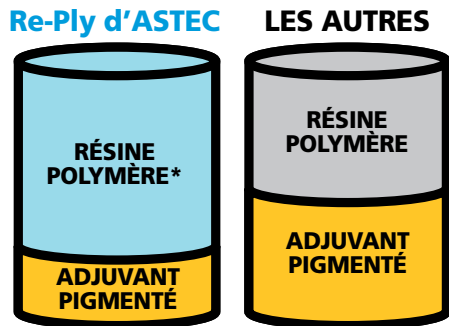 Re-Ply d’ASTEC
LES AUTRES
RÉSINE
POLYMÈRE*
ADJUVANT
PIGMENTÉ
RÉSINE
POLYMÈRE
ADJUVANT
PIGMENTÉ